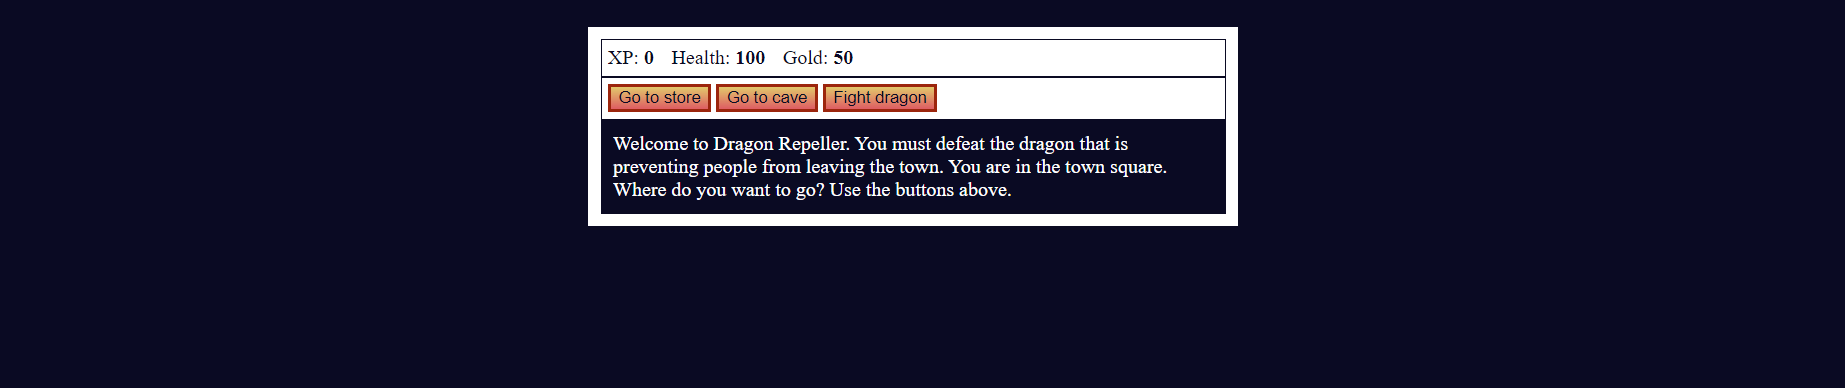 XP: 0 Health: 100 Gold: 50
Go to store Go to cave Fight dragon
Welcome to Dragon Repeller. You must defeat the dragon that is
preventing people from leaving the town. You are in the town square.
Where do you want to go? Use the buttons above.